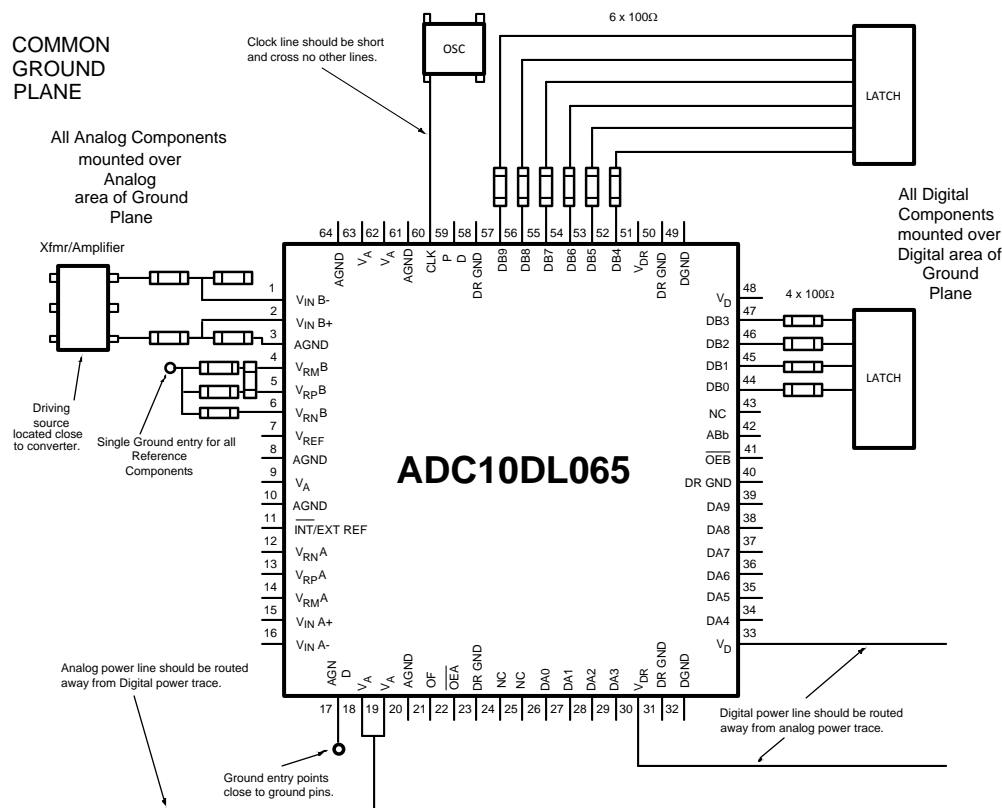 COMMON
GROUND
PLANE
Clock line should be short
and cross no other lines.
OSC
6 x 100Ω
LATCH
All Analog Components
mounted over
Analog
area of Ground
Plane
All Digital
Components
mounted over
Digital area of
Ground
Plane
Xfmr/Amplifier
Driving
source
located close
to converter.
Single Ground entry for all
Reference
Components
64 63 62 61 60 59 58 57 56 55 54 53 52 51 50 49
AGND
VA
VA
AGND
CLK
P
D
DR GND
DB9
DB8
DB7
DB6
DB5
DB4
VDR
DR GND
DGND
1 VIN B-
2 VIN B+
3 AGND
4 VRMB
5 VRPB
6 VRNB
7 VREF
8 AGND
9 VA
10 AGND
11 INT/EXT REF
12 VRNA
13 VRPA
14 VRMA
15 VIN A+
16 VIN A-
ADC10DL065
VD 48
DB3 47
DB2 46
DB1 45
DB0 44
NC 43
ABb 42
OEB 41
DR GND 40
DA9 39
DA8 38
DA7 37
DA6 36
DA5 35
DA4 34
VD 33
4 x 100Ω
LATCH
AGN
D
VA
VA
AGND
OF
OEA
DR GND
NC
NC
DA0
DA1
DA2
DA3
VDR
DR GND
DGND
17 18 19 20 21 22 23 24 25 26 27 28 29 30 31 32
Analog power line should be routed
away from Digital power trace.
Ground entry points
close to ground pins.
Digital power line should be routed
away from analog power trace.